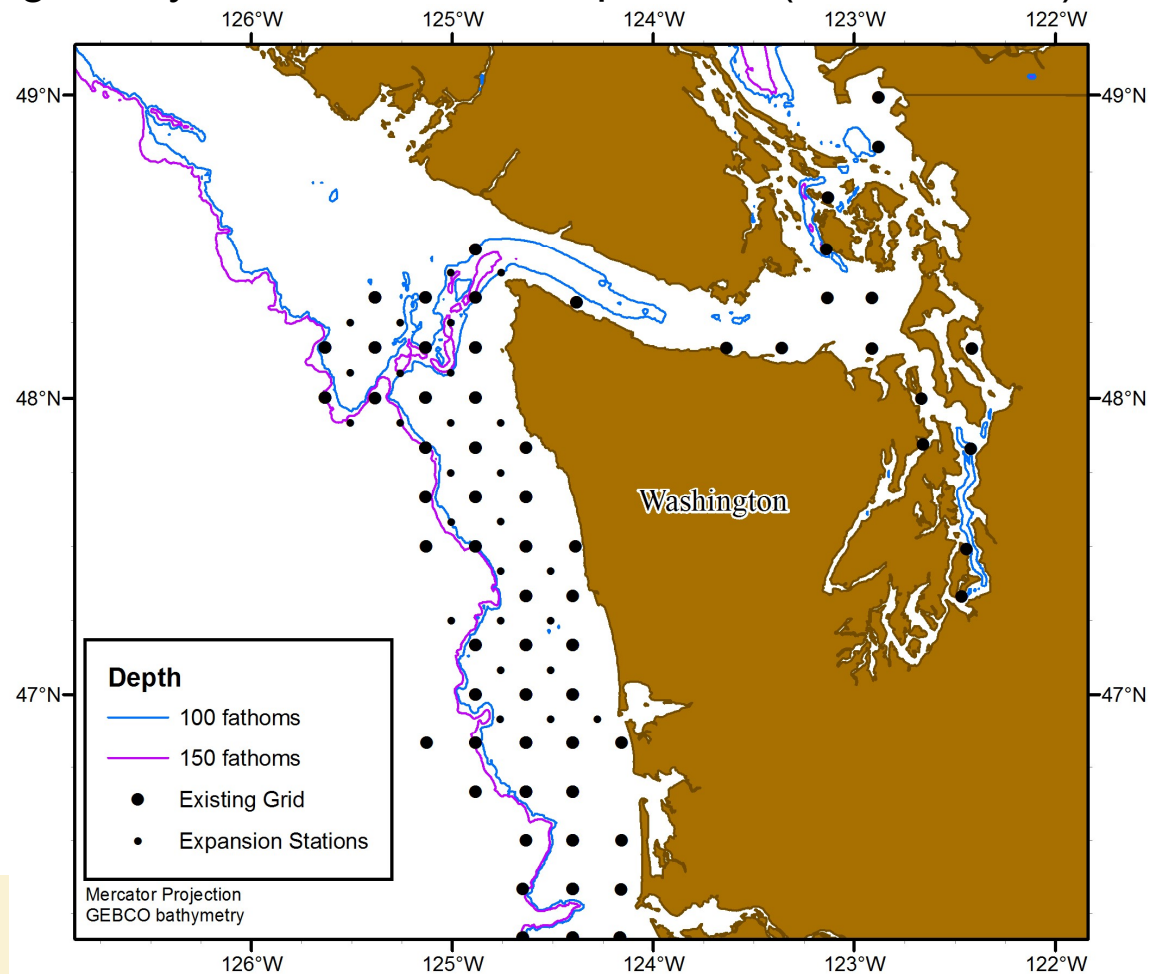 126°W 125°W 124°W 123°W 122°W
49°N 49°N
48°N 48°N
Washington
47°N 47°N
Depth
100 fathoms
150 fathoms
Existing Grid
Expansion Stations
Mercator Projection
GEBCO bathymetry
126°W 125°W 124°W 123°W 122°W